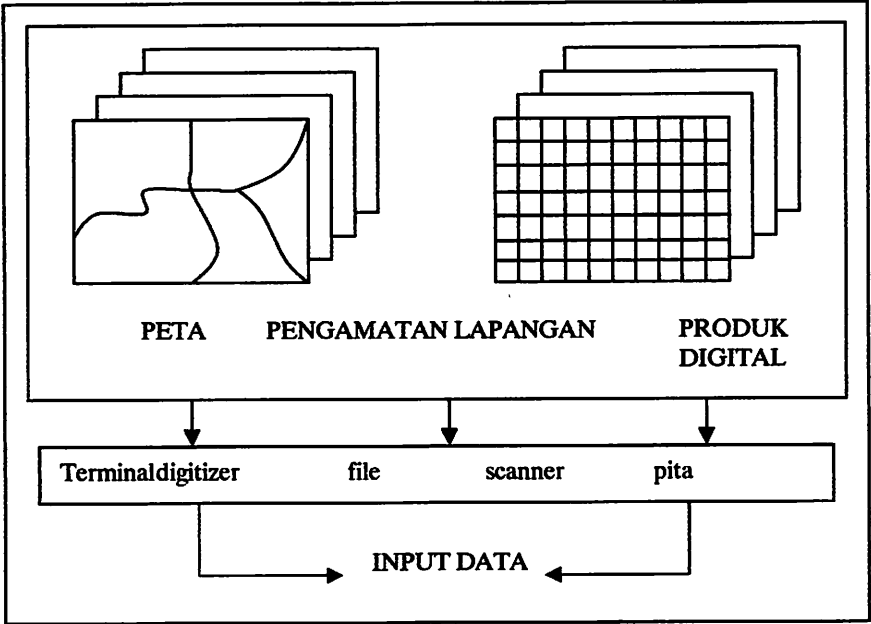 PETA PENGAMATAN LAPANGAN PRODUK
DIGITAL
Terminaldigitizer file scanner pita
INPUT DATA